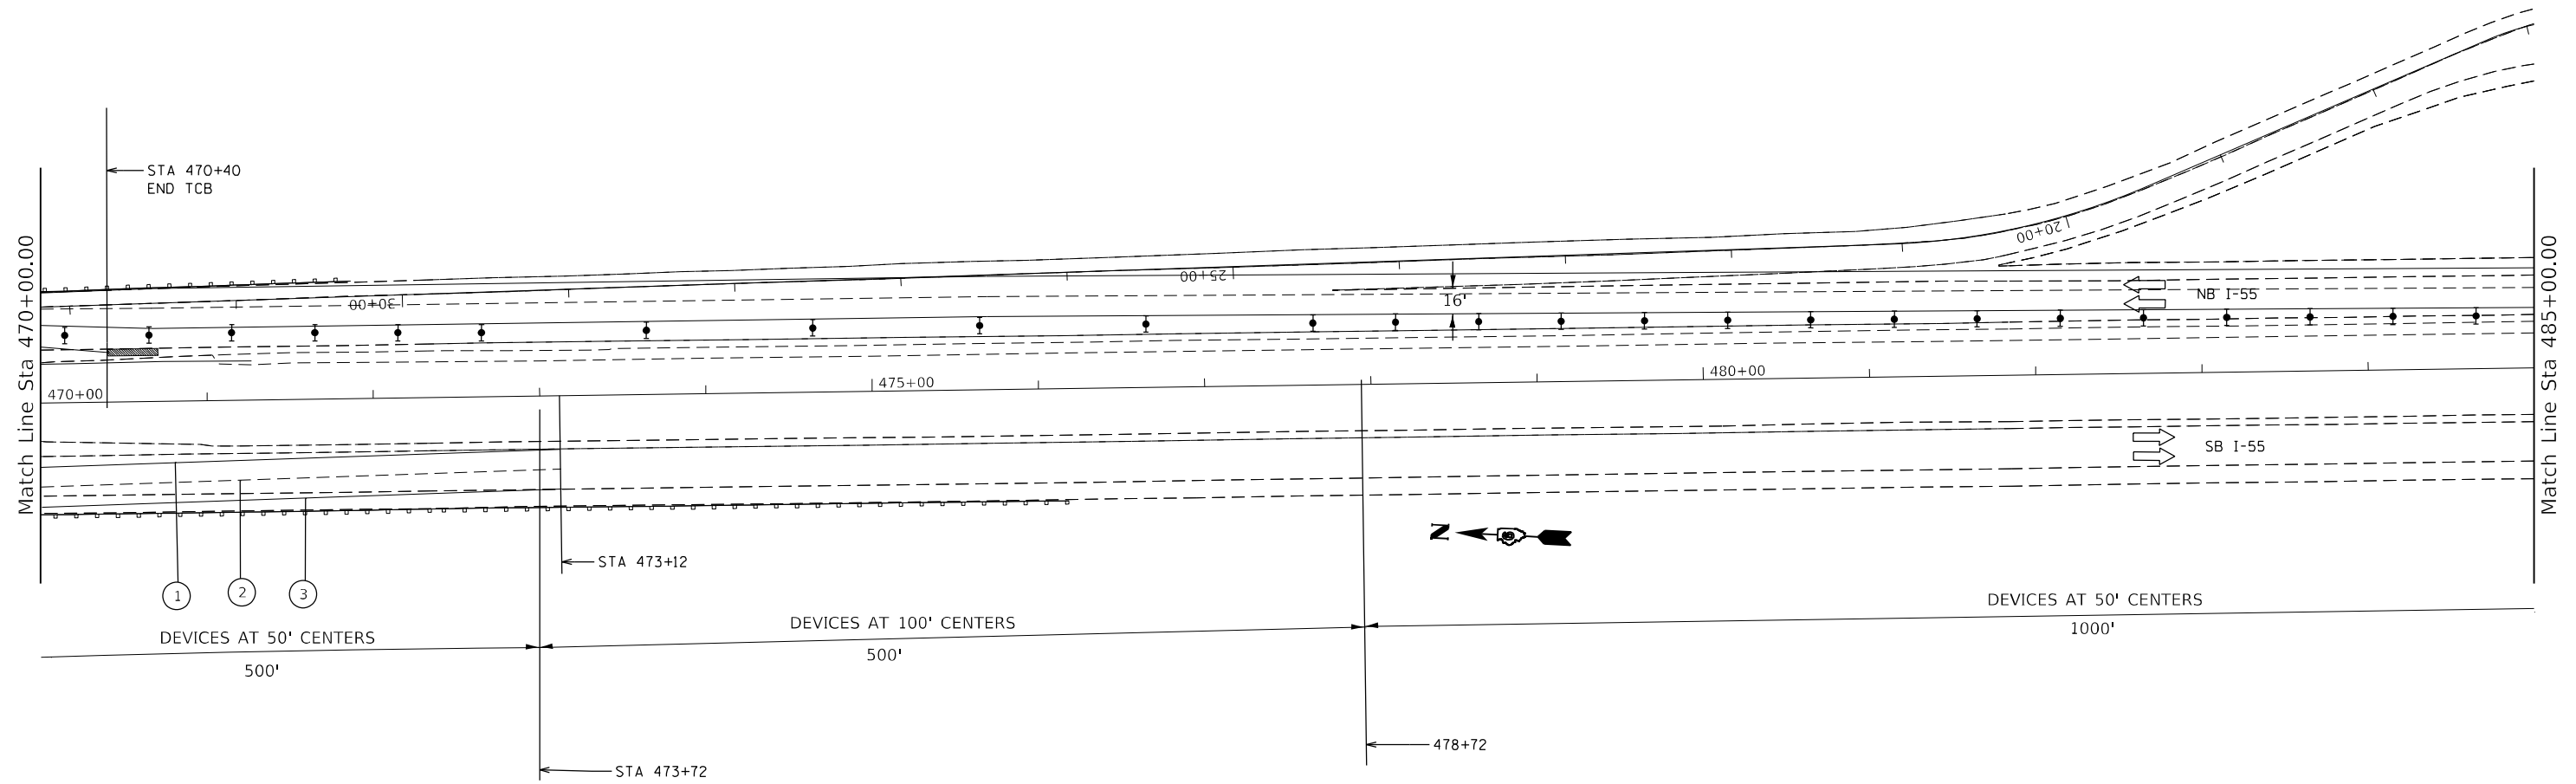 STA 470+40
END TCB
Match Line Sta 470+00.00
Match Line Sta 485+00.00
20+00
25+00
30+00
16'
NB I-55
470+00
475+00
480+00
SB I-55
N
STA 473+12
1
2
3
DEVICES AT 50' CENTERS
500'
DEVICES AT 100' CENTERS
500'
DEVICES AT 50' CENTERS
1000'
478+72
STA 473+72